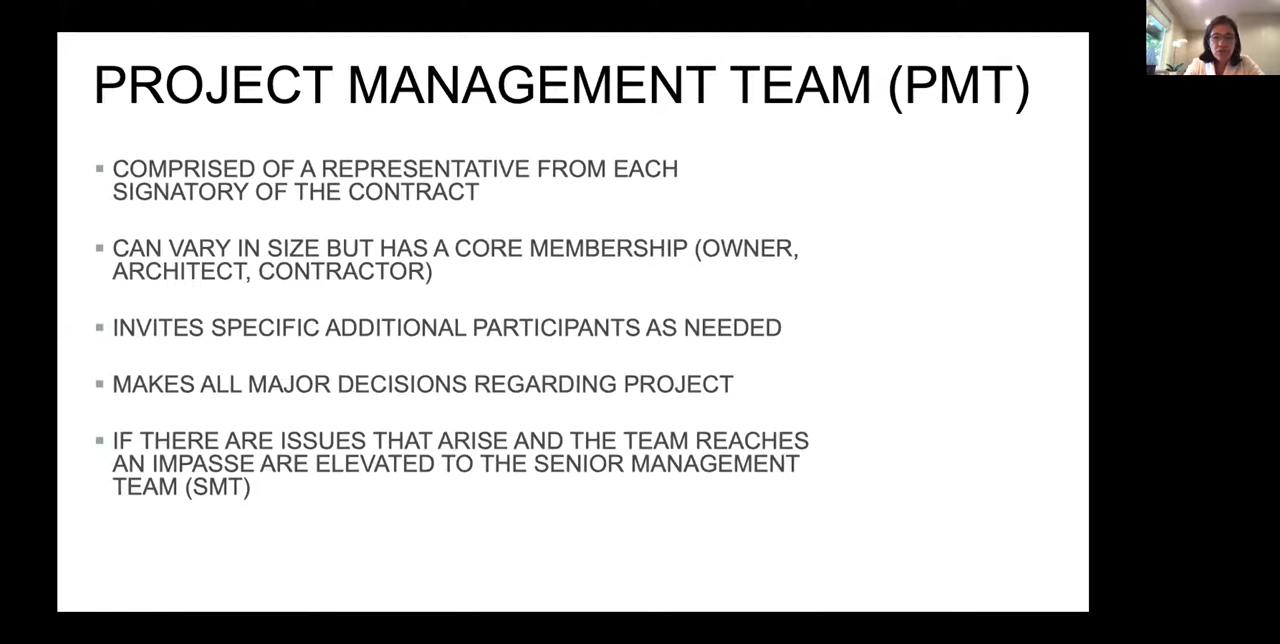 PROJECT MANAGEMENT TEAM (PMT)
▪ COMPRISED OF A REPRESENTATIVE FROM EACH
SIGNATORY OF THE CONTRACT
▪ CAN VARY IN SIZE BUT HAS A CORE MEMBERSHIP (OWNER,
ARCHITECT, CONTRACTOR)
▪ INVITES SPECIFIC ADDITIONAL PARTICIPANTS AS NEEDED
▪ MAKES ALL MAJOR DECISIONS REGARDING PROJECT
▪ IF THERE ARE ISSUES THAT ARISE AND THE TEAM REACHES
AN IMPASSE ARE ELEVATED TO THE SENIOR MANAGEMENT
TEAM (SMT)